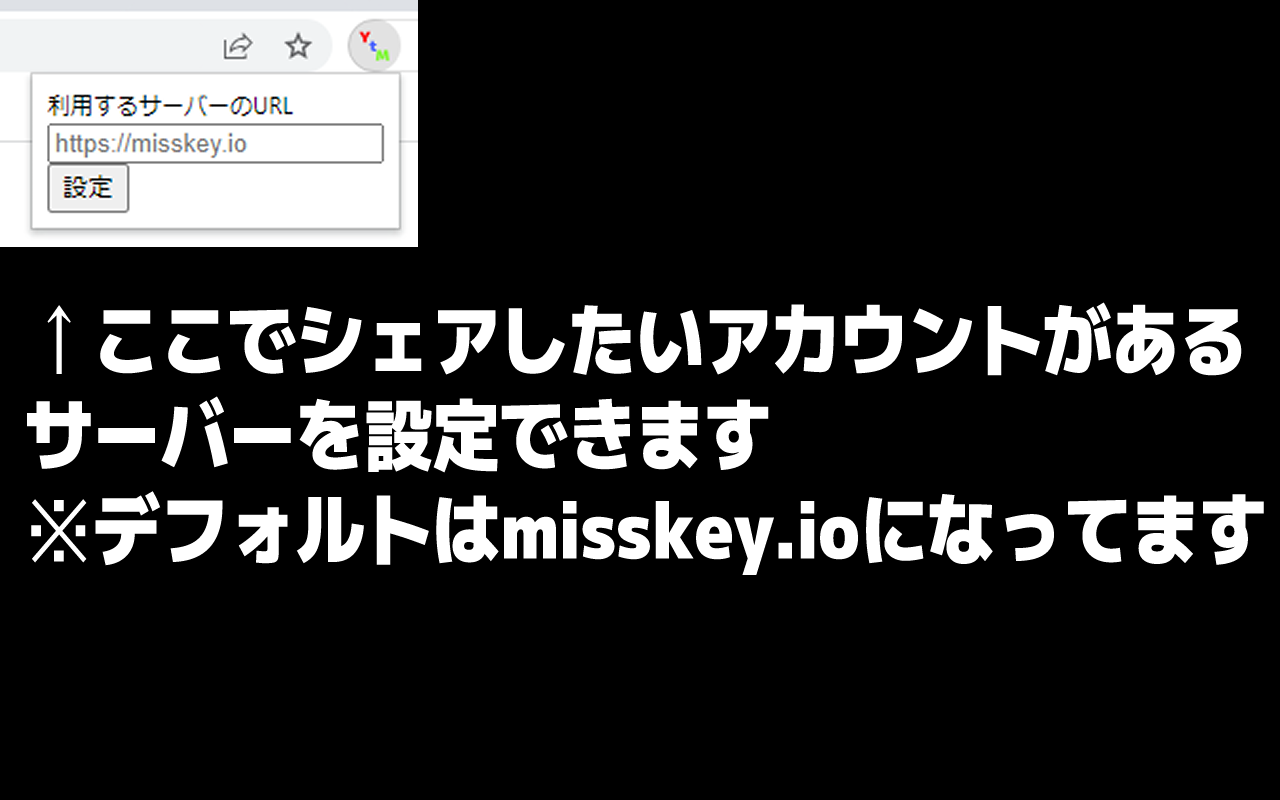 YtM
利用するサーバーのURL
https://misskey.io
設定
↑ここでシェアしたいアカウントがある
サーバーを設定できます
※デフォルトはmisskey.ioになってます